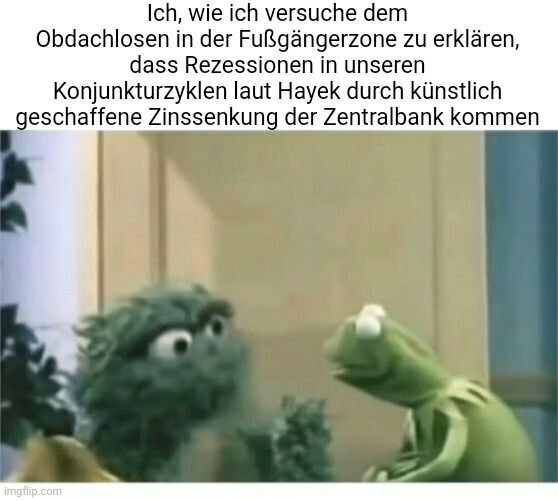 Ich, wie ich versuche dem
Obdachlosen in der Fußgängerzone zu erklären,
dass Rezessionen in unseren
Konjunkturzyklen laut Hayek durch künstlich
geschaffene Zinssenkung der Zentralbank kommen
imgflip.com